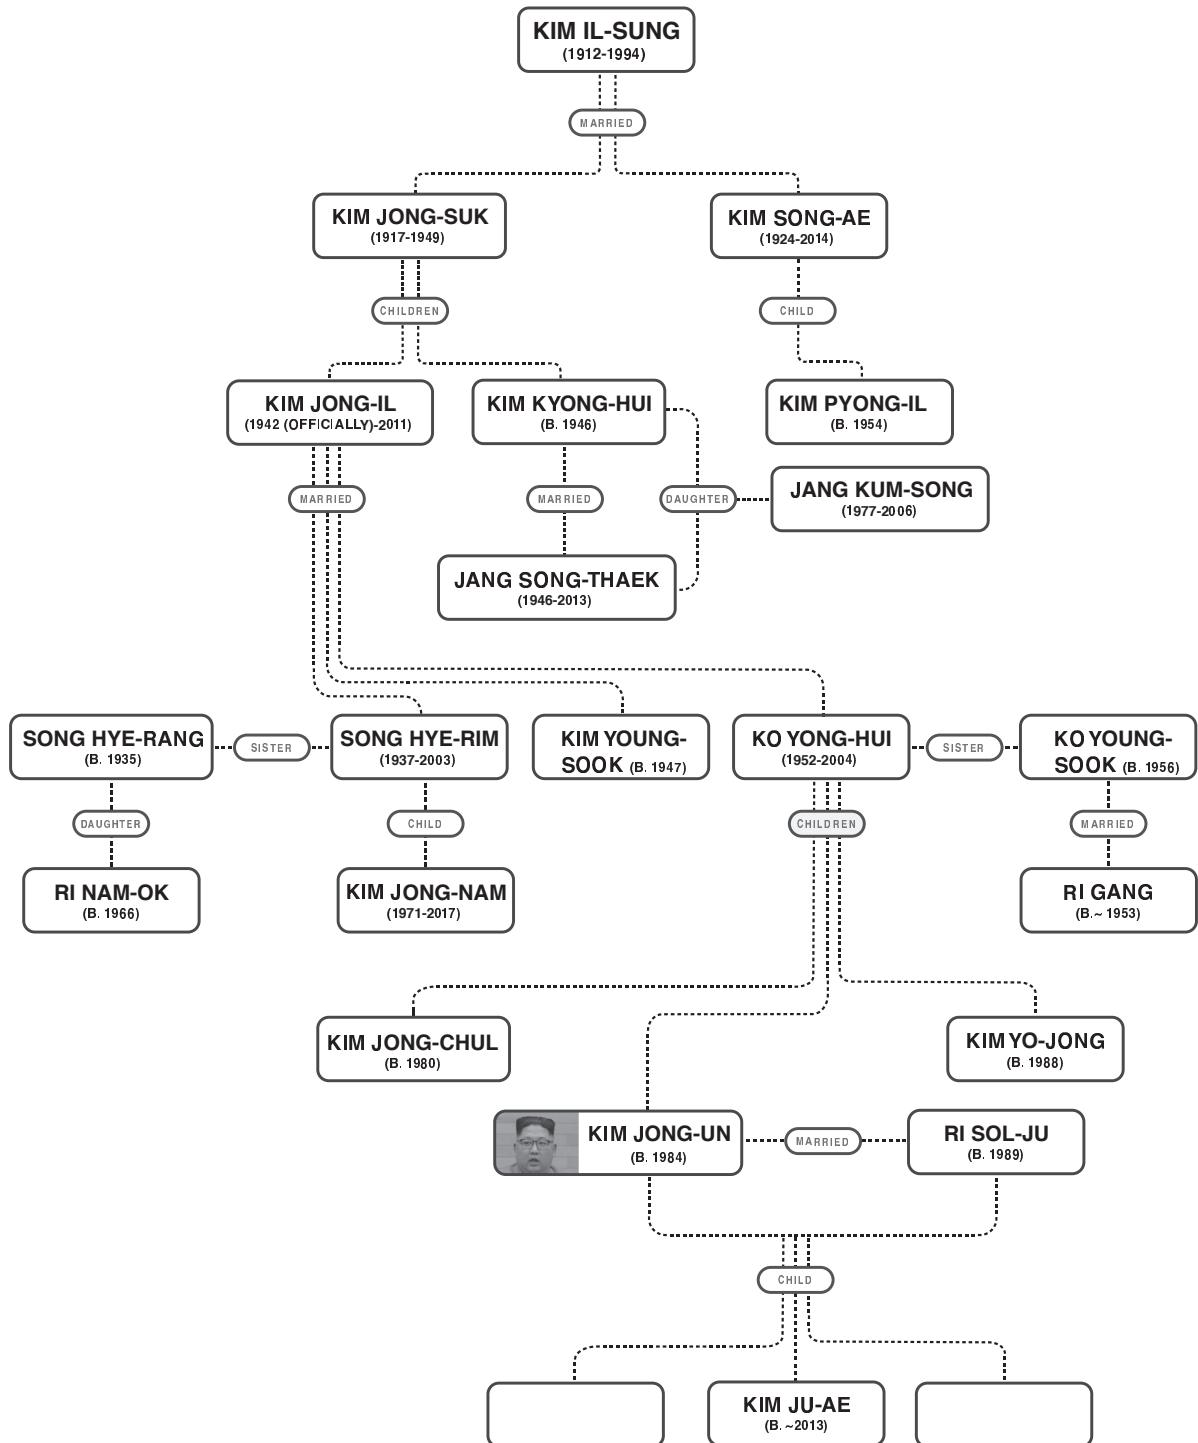 KIM IL-SUNG
(1912-1994)
MARRIED
KIM JONG-SUK
(1917-1949)
KIM SONG-AE
(1924-2014)
CHILDREN
CHILD
KIM JONG-IL
(1942 (OFFICIALLY)-2011)
KIM KYONG-HUI
(B. 1946)
KIM PYONG-IL
(B. 1954)
MARRIED
MARRIED
DAUGHTER
JANG KUM-SONG
(1977-2006)
JANG SONG-THAEK
(1946-2013)
SONG HYE-RANG
(B. 1935)
SISTER
SONG HYE-RIM
(1937-2003)
KIM YOUNG-
SOOK (B. 1947)
KO YONG-HUI
(1952-2004)
SISTER
KO YOUNG-
SOOK (B. 1956)
DAUGHTER
CHILD
CHILDREN
MARRIED
RI NAM-OK
(B. 1966)
KIM JONG-NAM
(1971-2017)
RI GANG
(B.~ 1953)
KIM JONG-CHUL
(B. 1980)
KIM YO-JONG
(B. 1988)
KIM JONG-UN
(B. 1984)
MARRIED
RI SOL-JU
(B. 1989)
CHILD
KIM JU-AE
(B. ~2013)